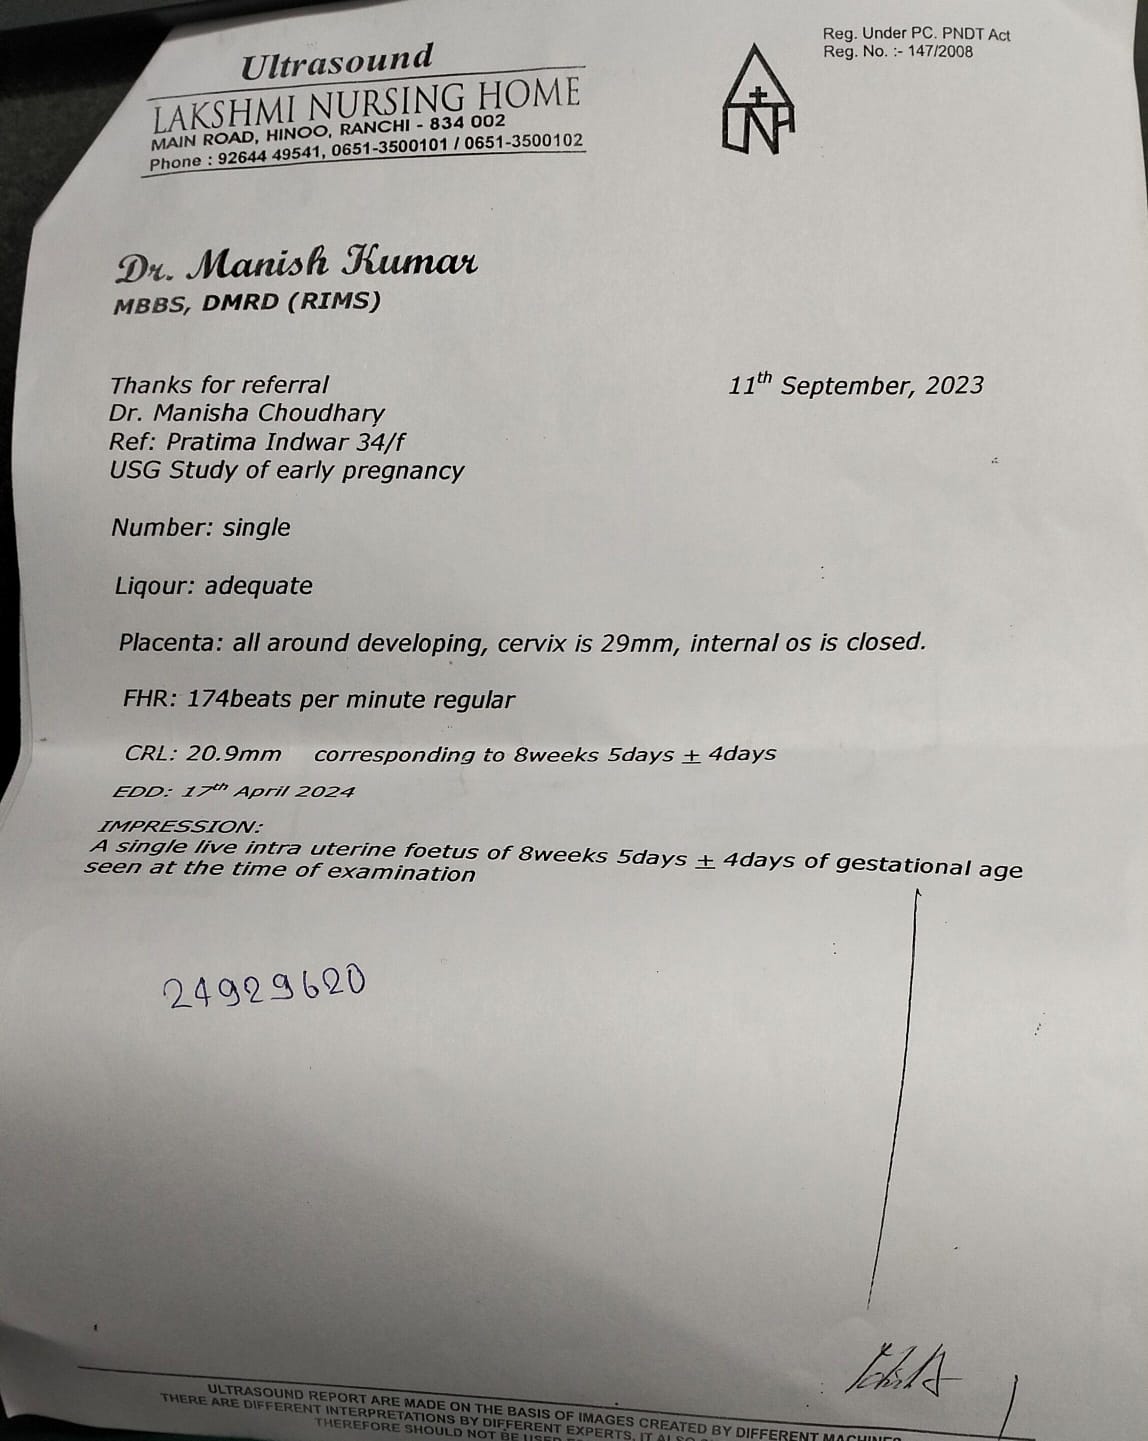 Reg. Under PC. PNDT Act
Reg. No. :- 147/2008
Ultrasound
LAKSHMI NURSING HOME
MAIN ROAD, HINOO, RANCHI - 834 002
Phone : 92644 49541, 0651-3500101 / 0651-3500102
LNH
Dr. Manish Kumar
MBBS, DMRD (RIMS)
Thanks for referral
11th September, 2023
Dr. Manisha Choudhary
Ref: Pratima Indwar 34/f
USG Study of early pregnancy
Number: single
Liqour: adequate
Placenta: all around developing, cervix is 29mm, internal os is closed.
FHR: 174beats per minute regular
CRL: 20.9mm corresponding to 8weeks 5days ± 4days
EDD: 17th April 2024
IMPRESSION:
A single live intra uterine foetus of 8weeks 5days ± 4days of gestational age
seen at the time of examination
24929620
ULTRASOUND REPORT ARE MADE ON THE BASIS OF IMAGES CREATED BY DIFFERENT MACHINES
THERE ARE DIFFERENT INTERPRETATIONS BY DIFFERENT EXPERTS, IT ALSO
THEREFORE SHOULD NOT BE USED